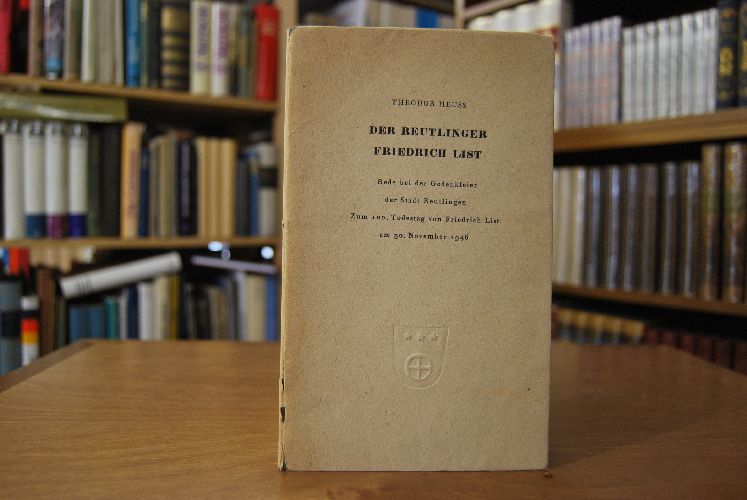 THEODOR HEUSS
DER REUTLINGER
FRIEDRICH LIST
Rede bei der Gedenkfeier
der Stadt Reutlingen
Zum 100. Todestag von Friedrich List
am 30. November 1946